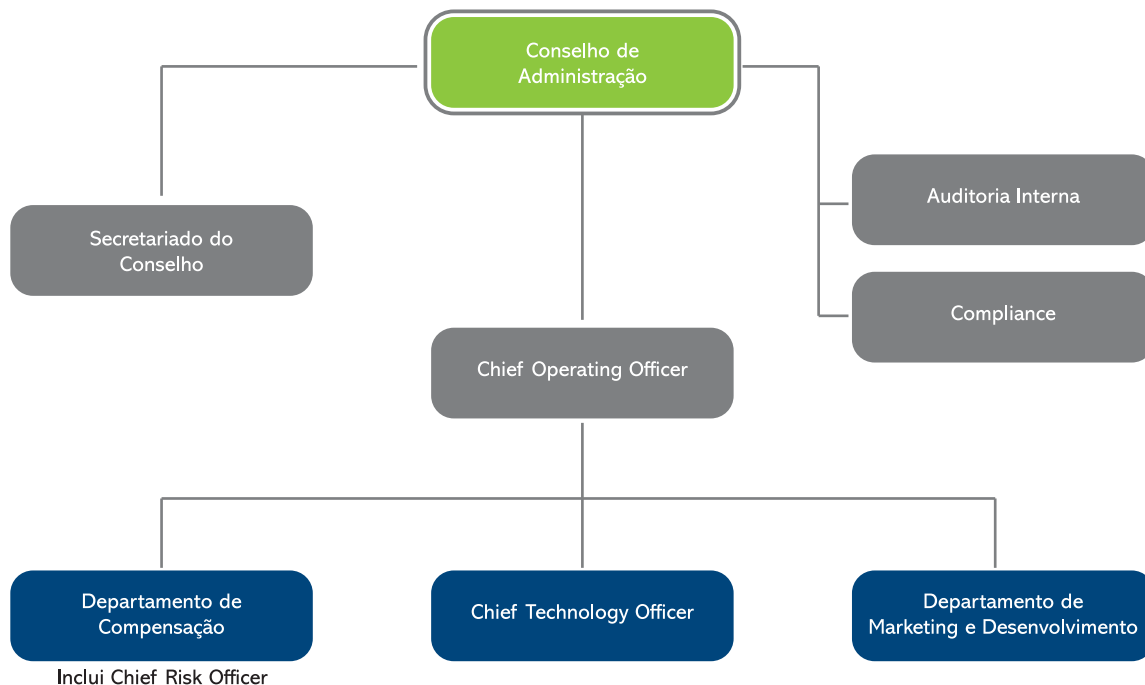 Conselho de
Administração
Auditoria Interna
Secretariado do
Conselho
Compliance
Chief Operating Officer
Departamento de
Compensação
Chief Technology Officer
Departamento de
Marketing e Desenvolvimento
Inclui Chief Risk Officer